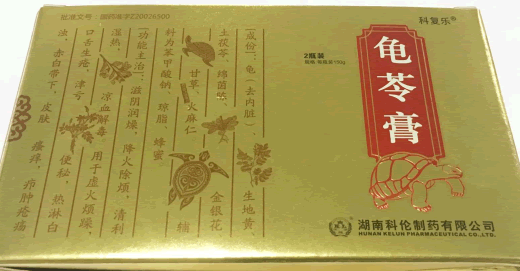 批准文号：国药准字Z20076500
科复乐®
2瓶装
龟苓膏
[成份]：龟（去内脏）、生地黄
土茯苓、绵茵陈、金银花
甘草、火麻仁 辅
料为苯甲酸钠、琼脂、蜂蜜
[功能主治]：滋阴润燥，降火除烦，清利
湿热，凉血解毒。用于虚火烦躁，
口舌生疮，津亏便秘，热淋白
浊，赤白带下，皮肤瘙痒，疖肿疮疡
湖南科伦制药有限公司
HUNAN KELUN PHARMACEUTICAL CO., LTD